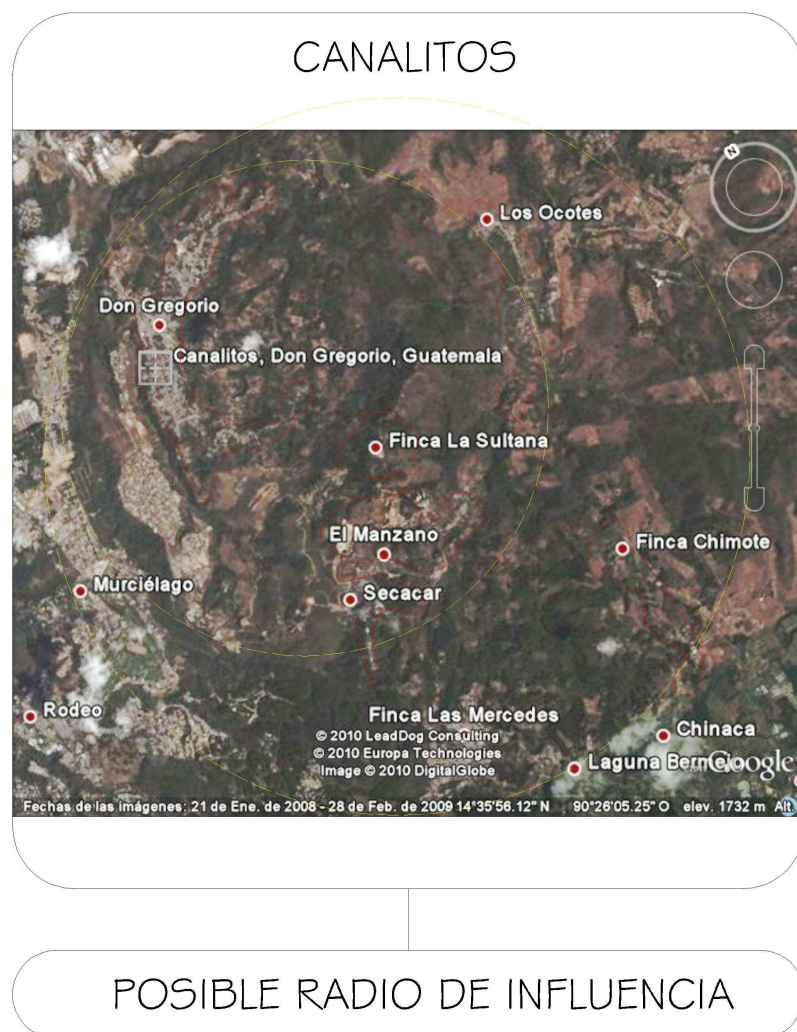 CANALITOS
N
Los Ocotes
Don Gregorio
Canalitos, Don Gregorio, Guatemala
Finca La Sultana
El Manzano
Finca Chimote
Murciélago
Secacar
Rodeo
Finca Las Mercedes
Chinaca
© 2010 LeadDog Consulting
© 2010 Europa Technologies
Laguna Bermejo
Google
Image © 2010 DigitalGlobe
Fechas de las imágenes: 21 de Ene. de 2008 - 28 de Feb. de 2009 14°35'56.12" N 90°26'05.25" O elev. 1732 m Alt.
POSIBLE RADIO DE INFLUENCIA